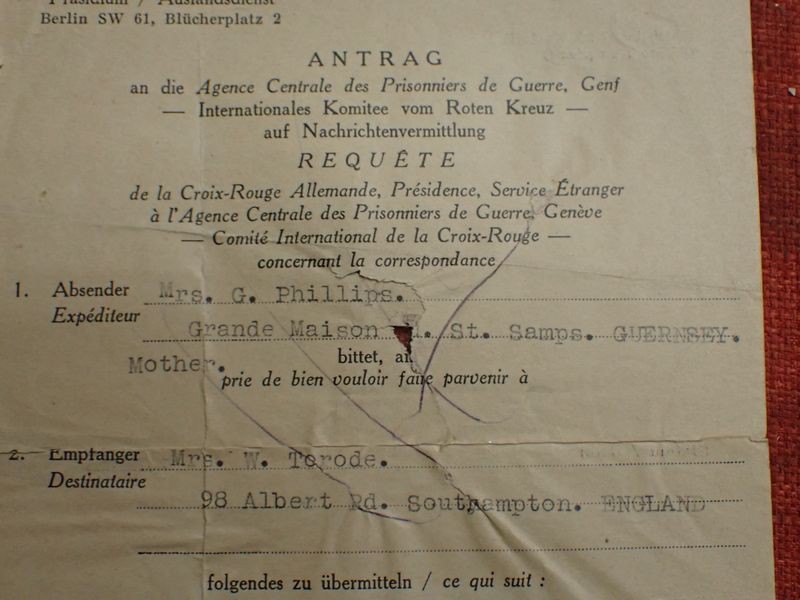 Präsidium / Auslandsdienst
Berlin SW 61, Blücherplatz 2
ANTRAG
an die Agence Centrale des Prisonniers de Guerre, Genf
— Internationales Komitee vom Roten Kreuz —
auf Nachrichtenvermittlung
REQUÊTE
de la Croix-Rouge Allemande, Présidence, Service Étranger
à l'Agence Centrale des Prisonniers de Guerre, Genève
— Comité International de la Croix-Rouge —
concernant la correspondance
1. Absender Mrs. G. Phillips.
Expéditeur
Grande Maison St. Samps. GUERNSEY.
Mother. bittet, an
prie de bien vouloir faire parvenir à
2. Empfänger Mrs. W. Torode.
Destinataire
98 Albert Rd. Southampton. ENGLAND
folgendes zu übermitteln / ce qui suit :